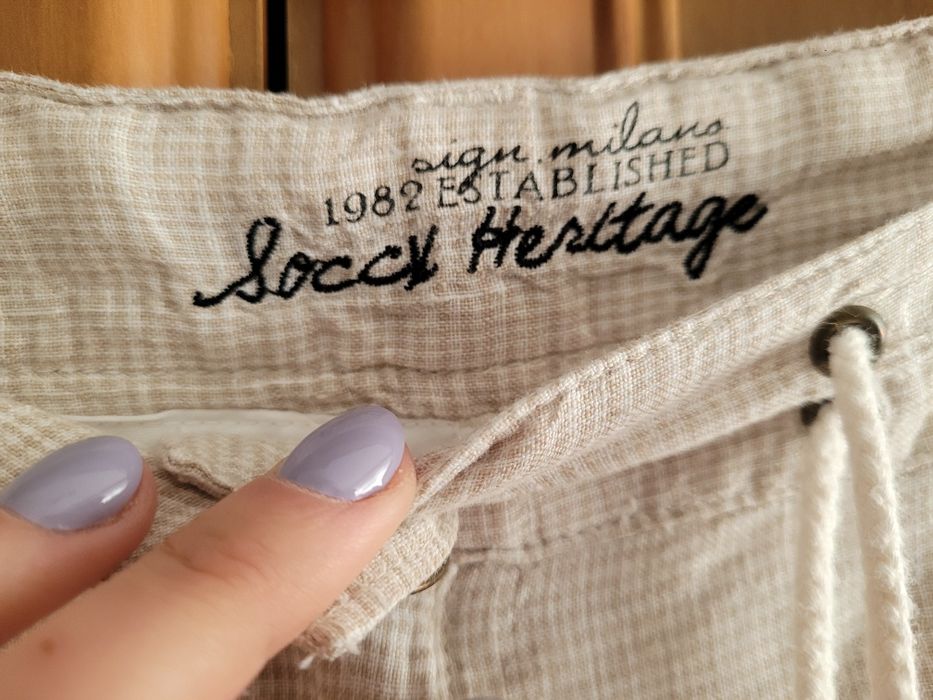 sign.milano
1982 ESTABLISHED
Soccx Heritage